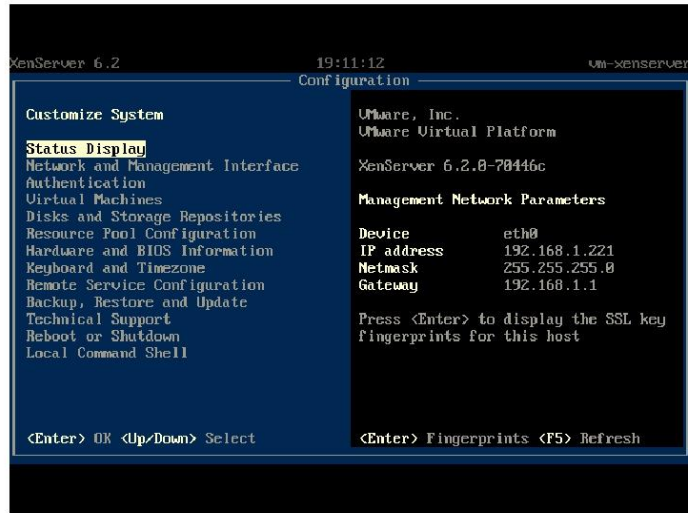 XenServer 6.2 19:11:12 vm-xenserver
Configuration
Customize System
Status Display
Network and Management Interface
Authentication
Virtual Machines
Disks and Storage Repositories
Resource Pool Configuration
Hardware and BIOS Information
Keyboard and Timezone
Remote Service Configuration
Backup, Restore and Update
Technical Support
Reboot or Shutdown
Local Command Shell
<Enter> OK <Up/Down> Select
VMware, Inc.
VMware Virtual Platform
XenServer 6.2.0-70446c
Management Network Parameters
Device eth0
IP address 192.168.1.221
Netmask 255.255.255.0
Gateway 192.168.1.1
Press <Enter> to display the SSL key
fingerprints for this host
<Enter> Fingerprints <F5> Refresh